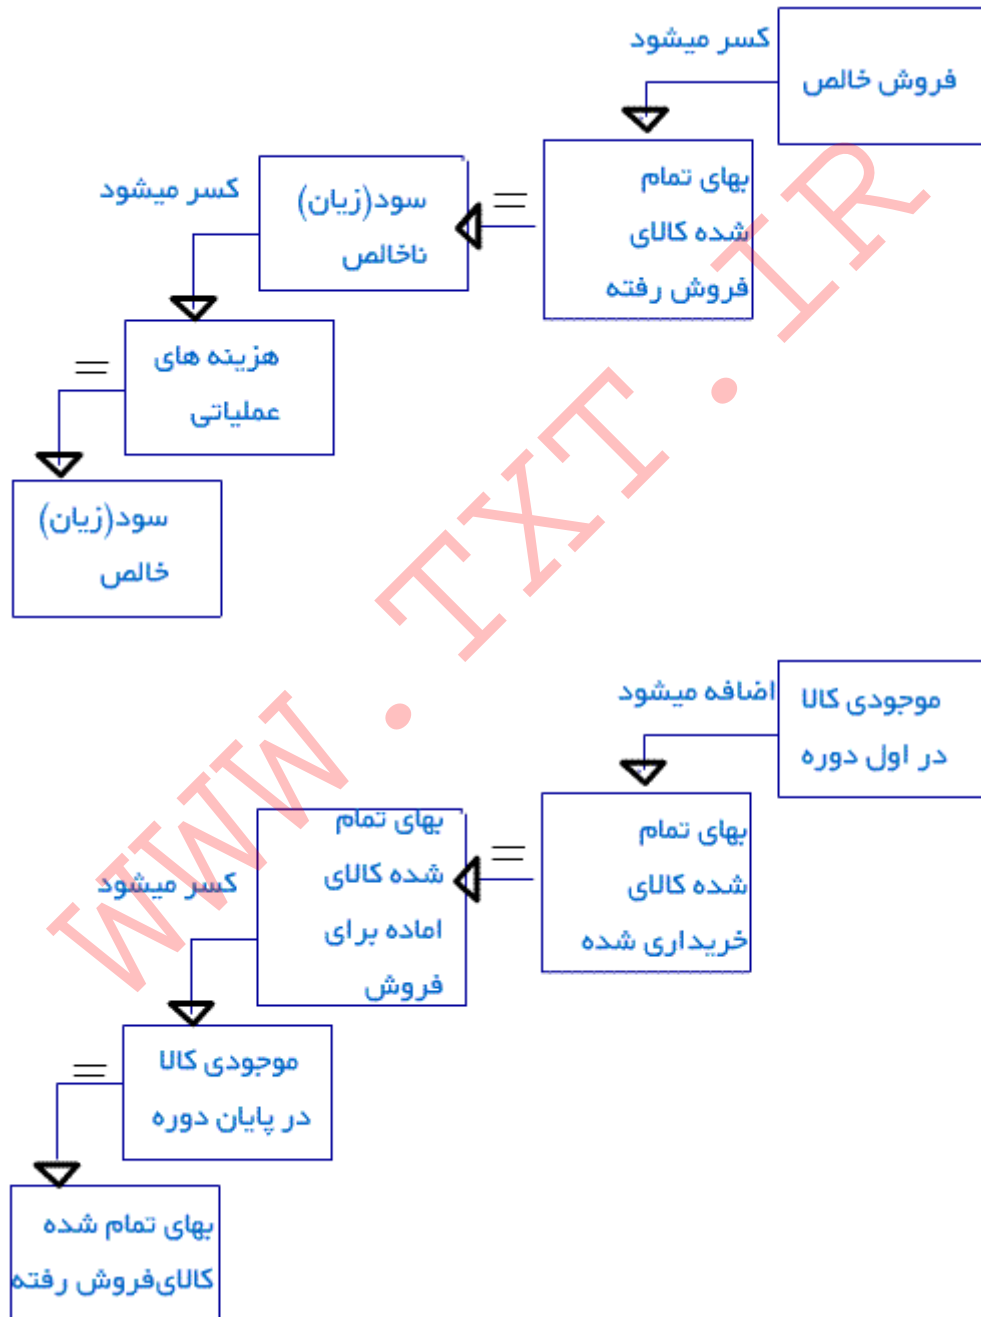 فروش خالص
کسر میشود
بهای تمام
شده کالای
فروش رفته
=
سود(زیان)
ناخالص
کسر میشود
هزینه های
عملیاتی
=
سود(زیان)
خالص
موجودی کالا
در اول دوره
اضافه میشود
بهای تمام
شده کالای
خریداری شده
=
بهای تمام
شده کالای
اماده برای
فروش
کسر میشود
موجودی کالا
در پایان دوره
=
بهای تمام شده
کالای‌فروش رفته
WWW.TXT.IR